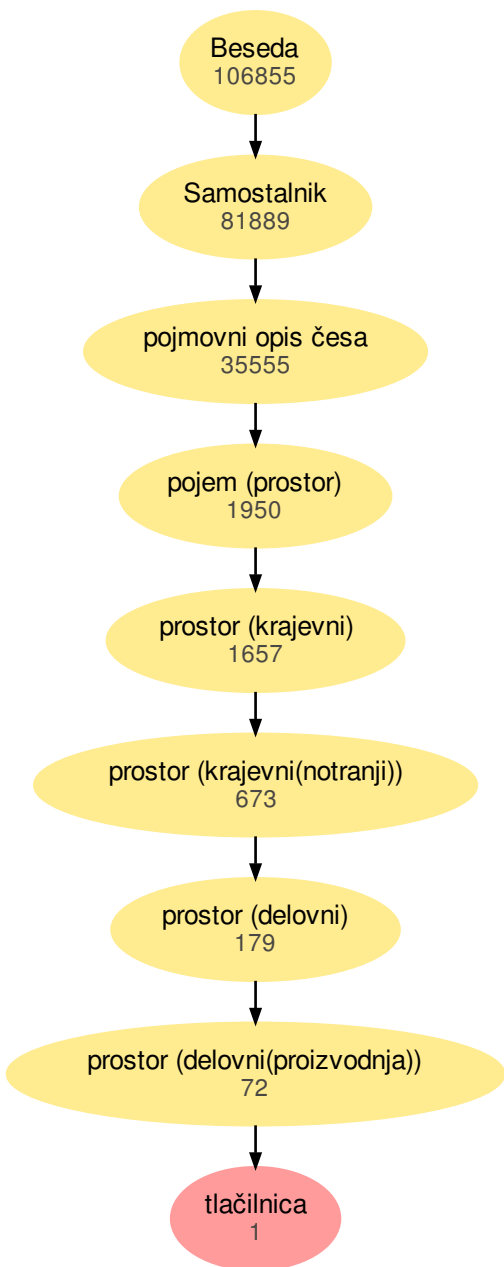 Beseda
106855
Samostalnik
81889
pojmovni opis česa
35555
pojem (prostor)
1950
prostor (krajevni)
1657
prostor (krajevni(notranji))
673
prostor (delovni)
179
prostor (delovni(proizvodnja))
72
tlačilnica
1